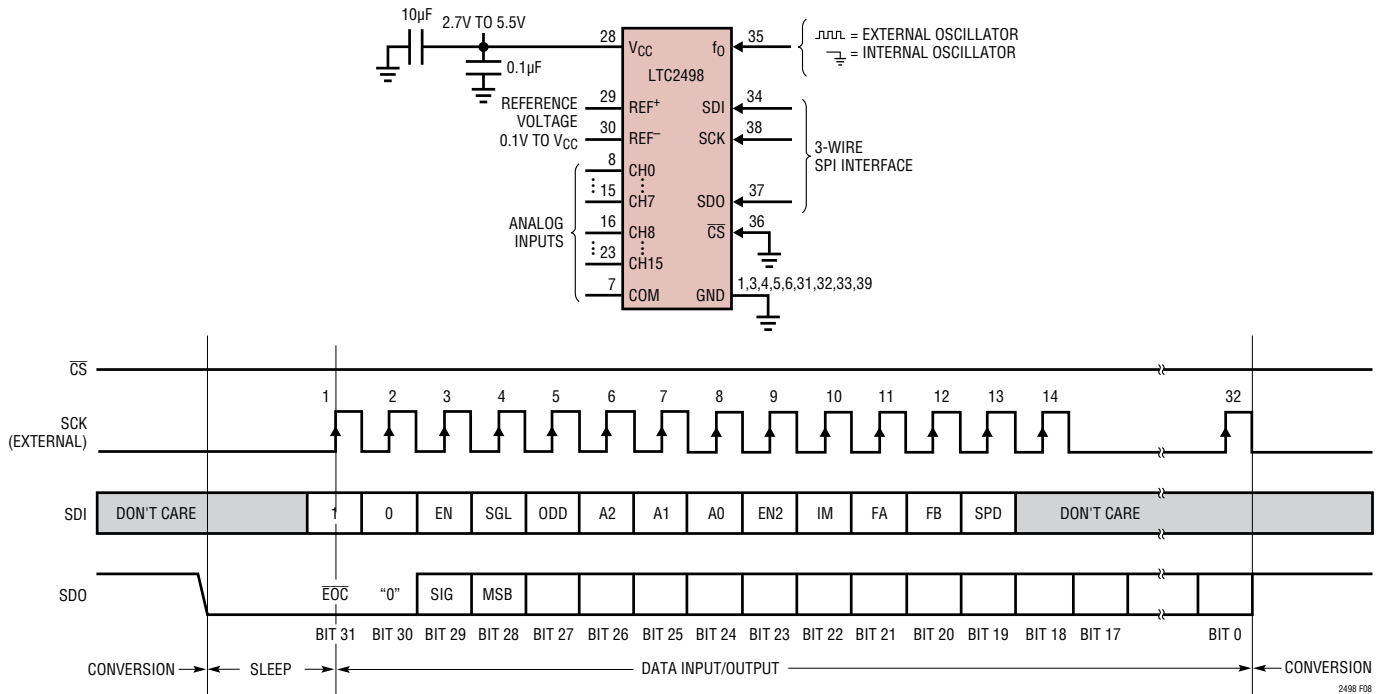 10µF
2.7V TO 5.5V
0.1µF
28
VCC
LTC2498
fO
35
= EXTERNAL OSCILLATOR
= INTERNAL OSCILLATOR
REFERENCE
VOLTAGE
0.1V TO VCC
29
REF+
30
REF–
SDI
34
SCK
38
SDO
37
CS
36
3-WIRE
SPI INTERFACE
ANALOG
INPUTS
8
CH0
15
CH7
16
CH8
23
CH15
7
COM
GND
1,3,4,5,6,31,32,33,39
CS
SCK
(EXTERNAL)
1 2 3 4 5 6 7 8 9 10 11 12 13 14 32
SDI DON'T CARE 1 0 EN SGL ODD A2 A1 A0 EN2 IM FA FB SPD DON'T CARE
SDO EOC “0” SIG MSB
BIT 31 BIT 30 BIT 29 BIT 28 BIT 27 BIT 26 BIT 25 BIT 24 BIT 23 BIT 22 BIT 21 BIT 20 BIT 19 BIT 18 BIT 17 BIT 0
CONVERSION SLEEP DATA INPUT/OUTPUT CONVERSION
2498 F08